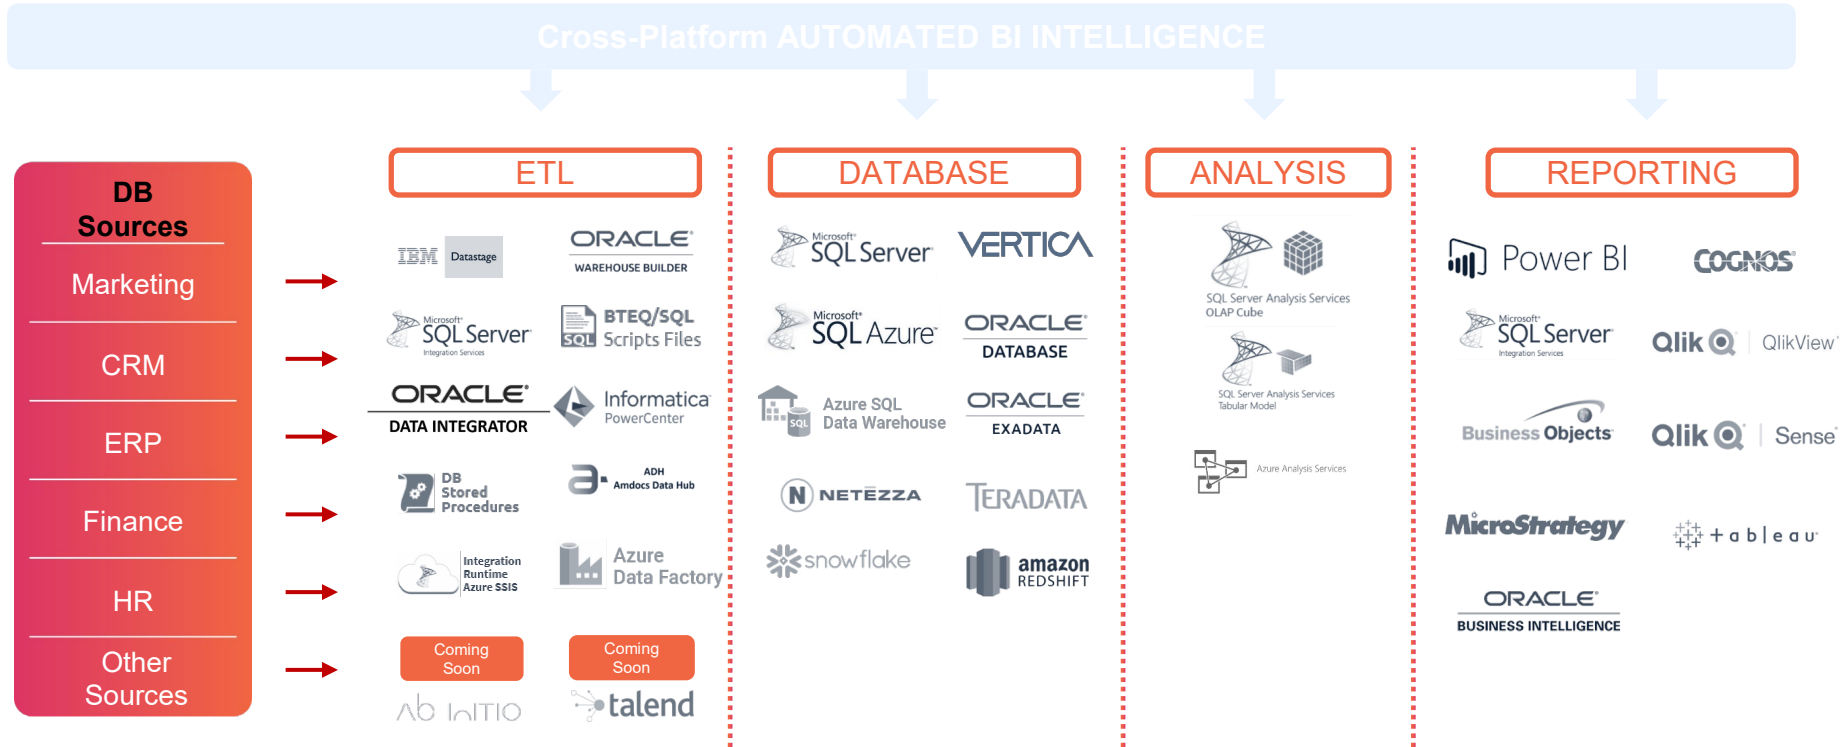 Cross-Platform AUTOMATED BI INTELLIGENCE
DB
Sources
Marketing
CRM
ERP
Finance
HR
Other
Sources
ETL
IBM Datastage
ORACLE®
WAREHOUSE BUILDER
Microsoft®
SQL Server®
Integration Services
SQL
BTEQ/SQL
Scripts Files
ORACLE®
DATA INTEGRATOR
Informatica®
PowerCenter
DB
Stored
Procedures
ADH
Amdocs Data Hub
Integration
Runtime
Azure SSIS
Azure
Data Factory
Coming
Soon
Ab Initio
Coming
Soon
talend
DATABASE
Microsoft®
SQL Server®
VERTICA
Microsoft®
SQL Azure™
ORACLE®
DATABASE
SQL
Azure SQL
Data Warehouse
ORACLE®
EXADATA
N NETEZZA
TERADATA
snowflake
amazon
REDSHIFT
ANALYSIS
SQL Server Analysis Services
OLAP Cube
SQL Server Analysis Services
Tabular Model
Azure Analysis Services
REPORTING
Power BI
COGNOS®
Microsoft®
SQL Server®
Integration Services
Qlik QlikView®
Business Objects™
Qlik Sense®
MicroStrategy
+ a b l e a u®
ORACLE®
BUSINESS INTELLIGENCE